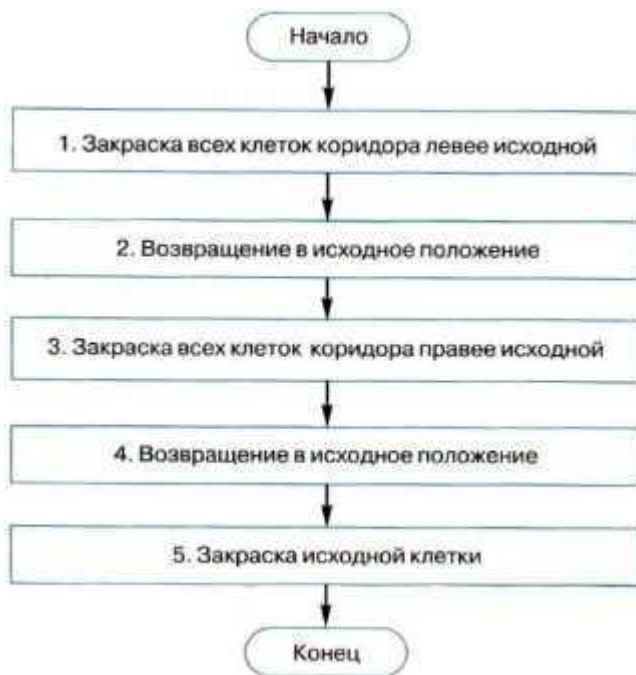 Начало
1. Закраска всех клеток коридора левее исходной
2. Возвращение в исходное положение
3. Закраска всех клеток коридора правее исходной
4. Возвращение в исходное положение
5. Закраска исходной клетки
Конец